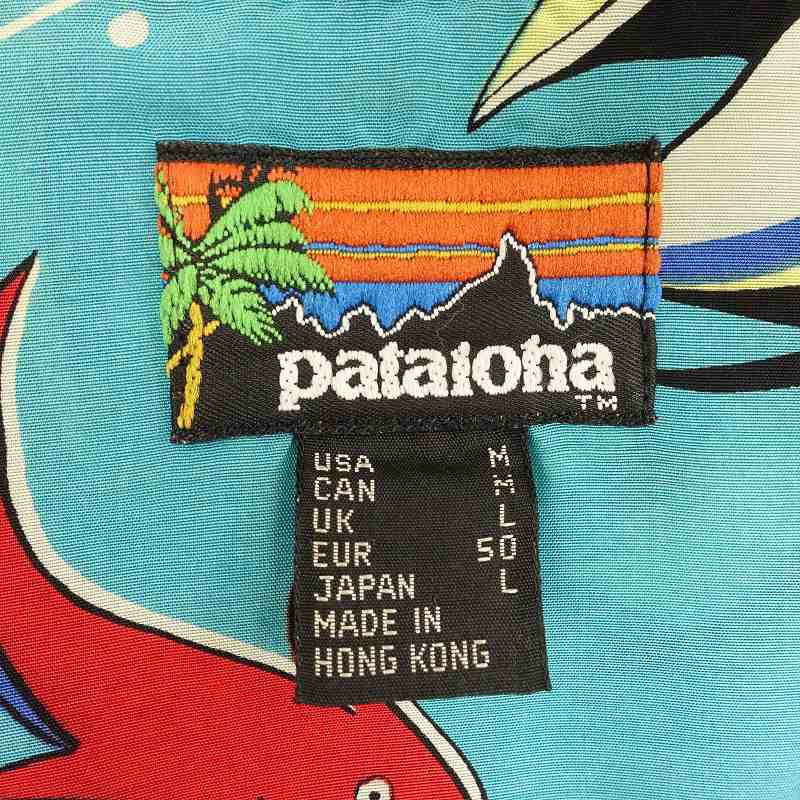 pataloha
TM
USA M
CAN M
UK L
EUR 50
JAPAN L
MADE IN
HONG KONG